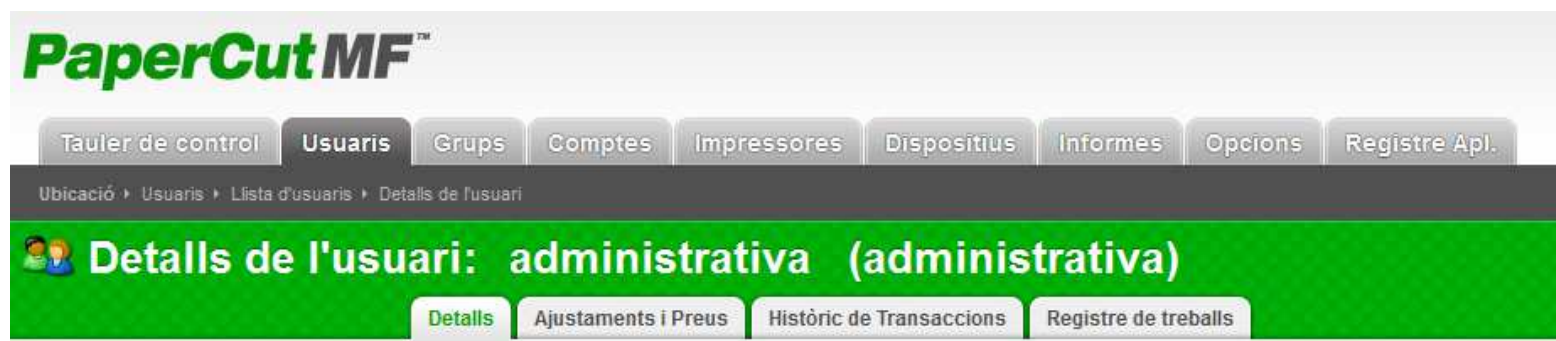 PaperCut MF™
Tauler de control Usuaris Grups Comptes Impressores Dispositius Informes Opcions Registre Apl.
Ubicació ▸ Usuaris ▸ Llista d'usuaris ▸ Detalls de l'usuari
Detalls de l'usuari: administrativa (administrativa)
Detalls Ajustaments i Preus Històric de Transaccions Registre de treballs